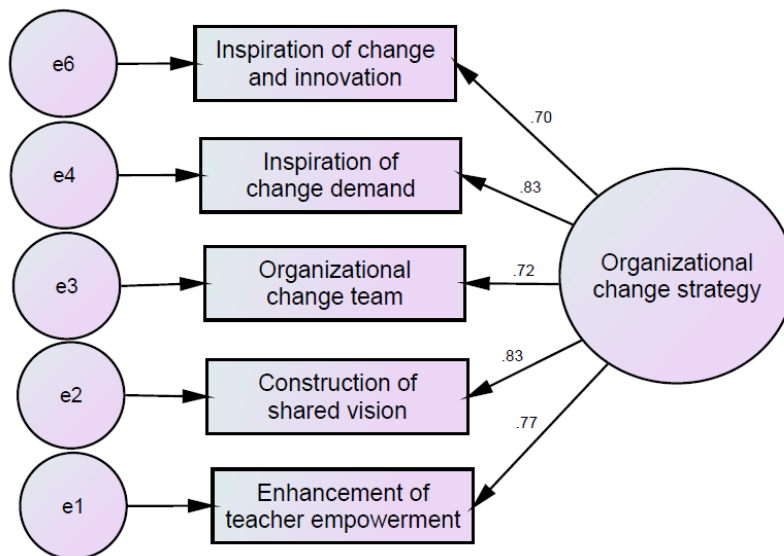 e6
Inspiration of change
and innovation
.70
e4
Inspiration of
change demand
.83
e3
Organizational
change team
.72
Organizational
change strategy
e2
Construction of
shared vision
.83
.77
e1
Enhancement of
teacher empowerment